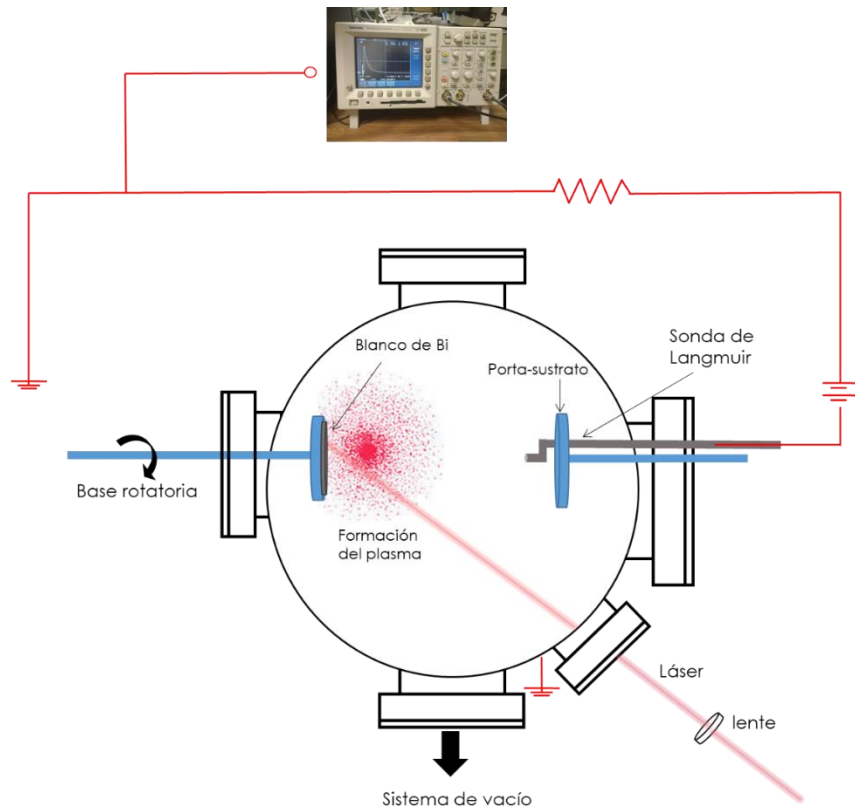 Blanco de Bi
Sonda de
Langmuir
Porta-sustrato
Base rotatoria
Formación
del plasma
Láser
lente
Sistema de vacío